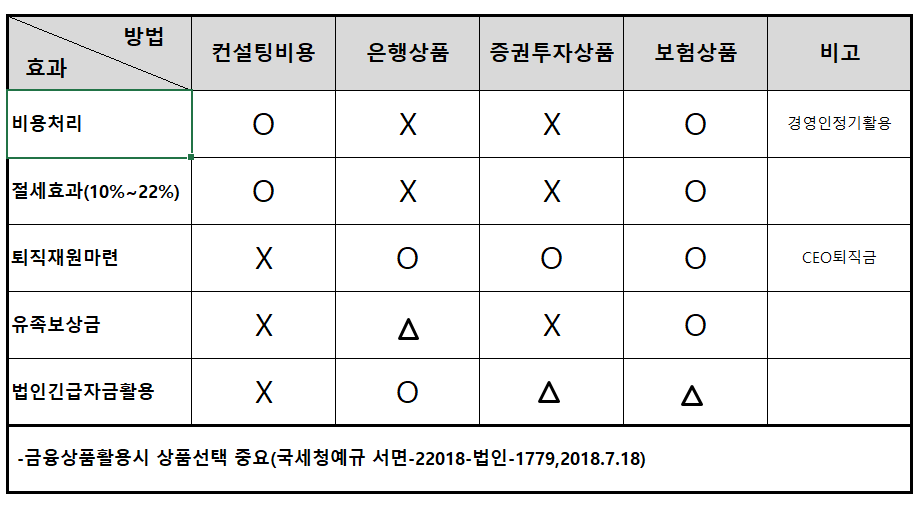 방법
효과
컨설팅비용 은행상품 증권투자상품 보험상품 비고
비용처리 O X X O 경영인정기활용
절세효과(10%~22%) O X X O
퇴직재원마련 X O O O CEO퇴직금
유족보상금 X Δ X O
법인긴급자금활용 X O Δ Δ
-금융상품활용시 상품선택 중요(국세청예규 서면-22018-법인-1779,2018.7.18)